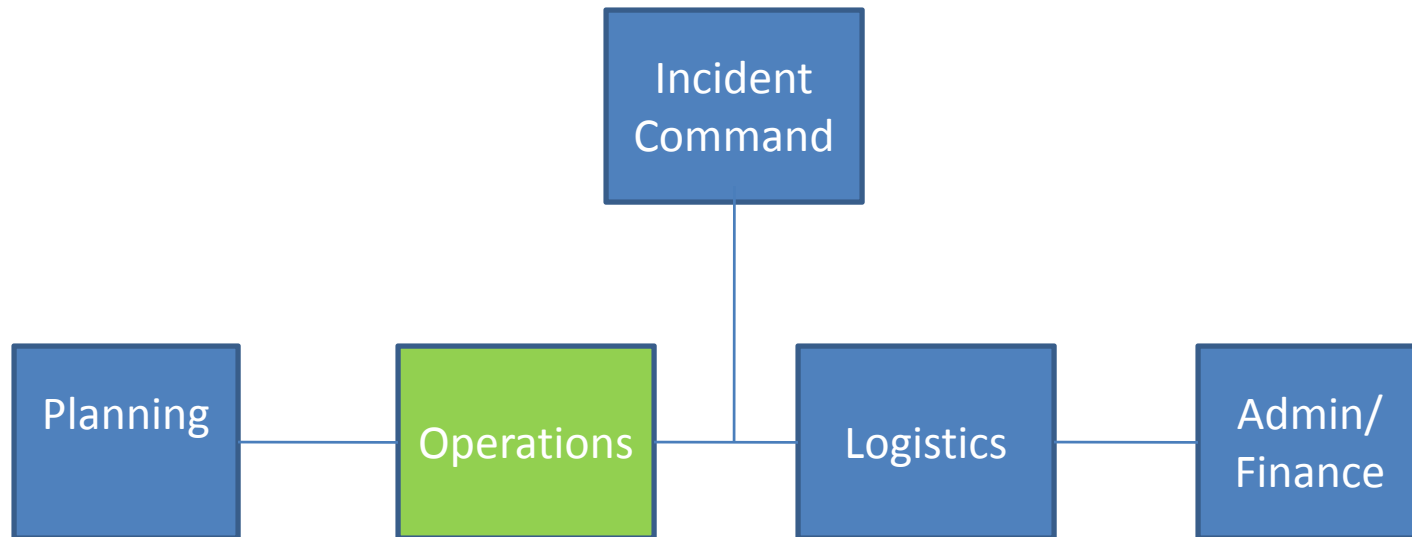 Incident
Command
Planning
Operations
Logistics
Admin/
Finance